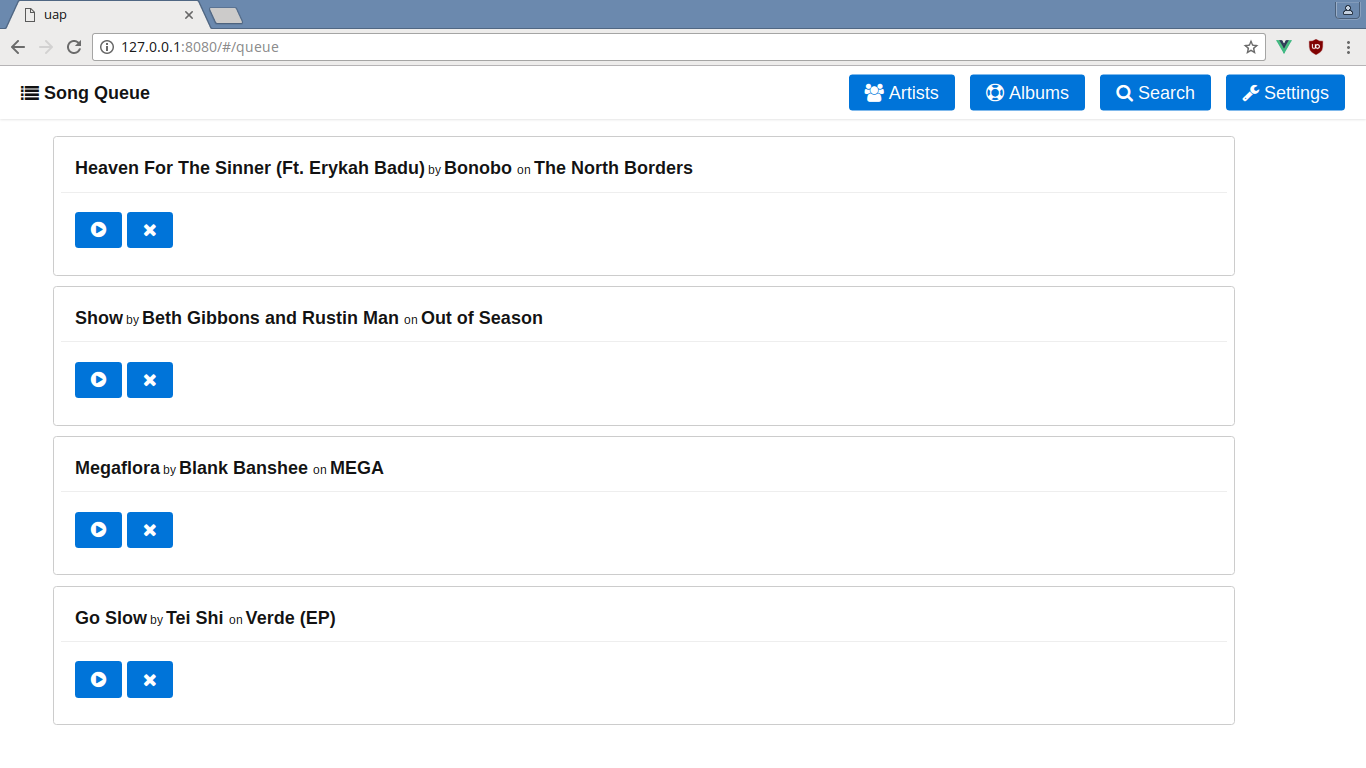 uap
127.0.0.1:8080/#/queue
Song Queue
Artists
Albums
Search
Settings
Heaven For The Sinner (Ft. Erykah Badu) by Bonobo on The North Borders
Show by Beth Gibbons and Rustin Man on Out of Season
Megaflora by Blank Banshee on MEGA
Go Slow by Tei Shi on Verde (EP)